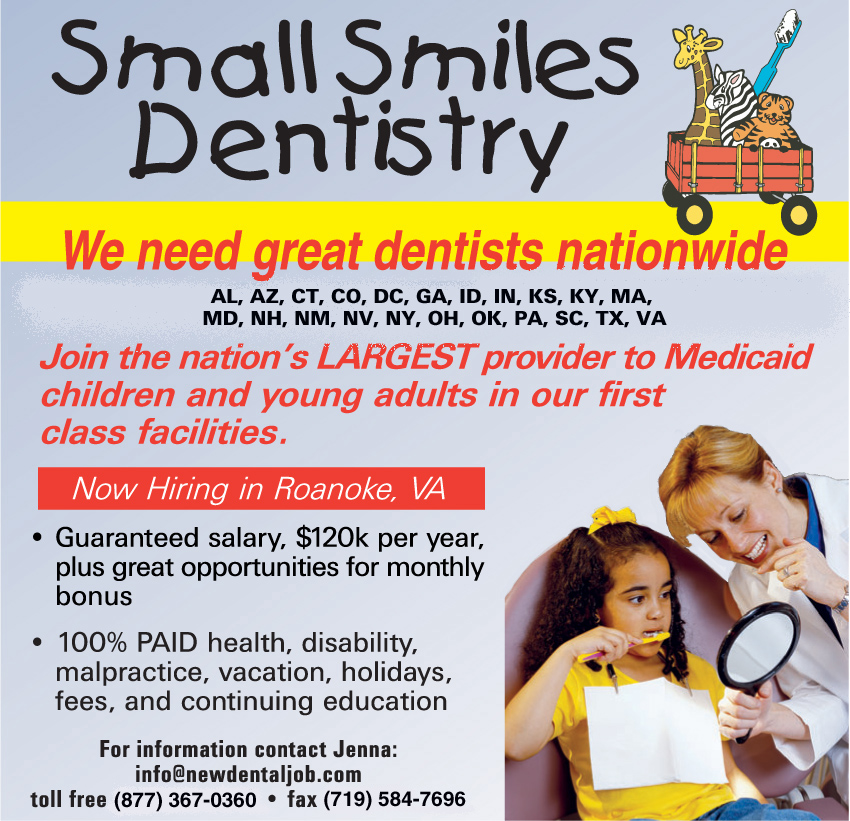 Small Smiles
Dentistry
We need great dentists nationwide
AL, AZ, CT, CO, DC, GA, ID, IN, KS, KY, MA,
MD, NH, NM, NV, NY, OH, OK, PA, SC, TX, VA
Join the nation's LARGEST provider to Medicaid
children and young adults in our first
class facilities.
Now Hiring in Roanoke, VA
• Guaranteed salary, $120k per year,
plus great opportunities for monthly
bonus
• 100% PAID health, disability,
malpractice, vacation, holidays,
fees, and continuing education
For information contact Jenna:
info@newdentaljob.com
toll free (877) 367-0360 • fax (719) 584-7696